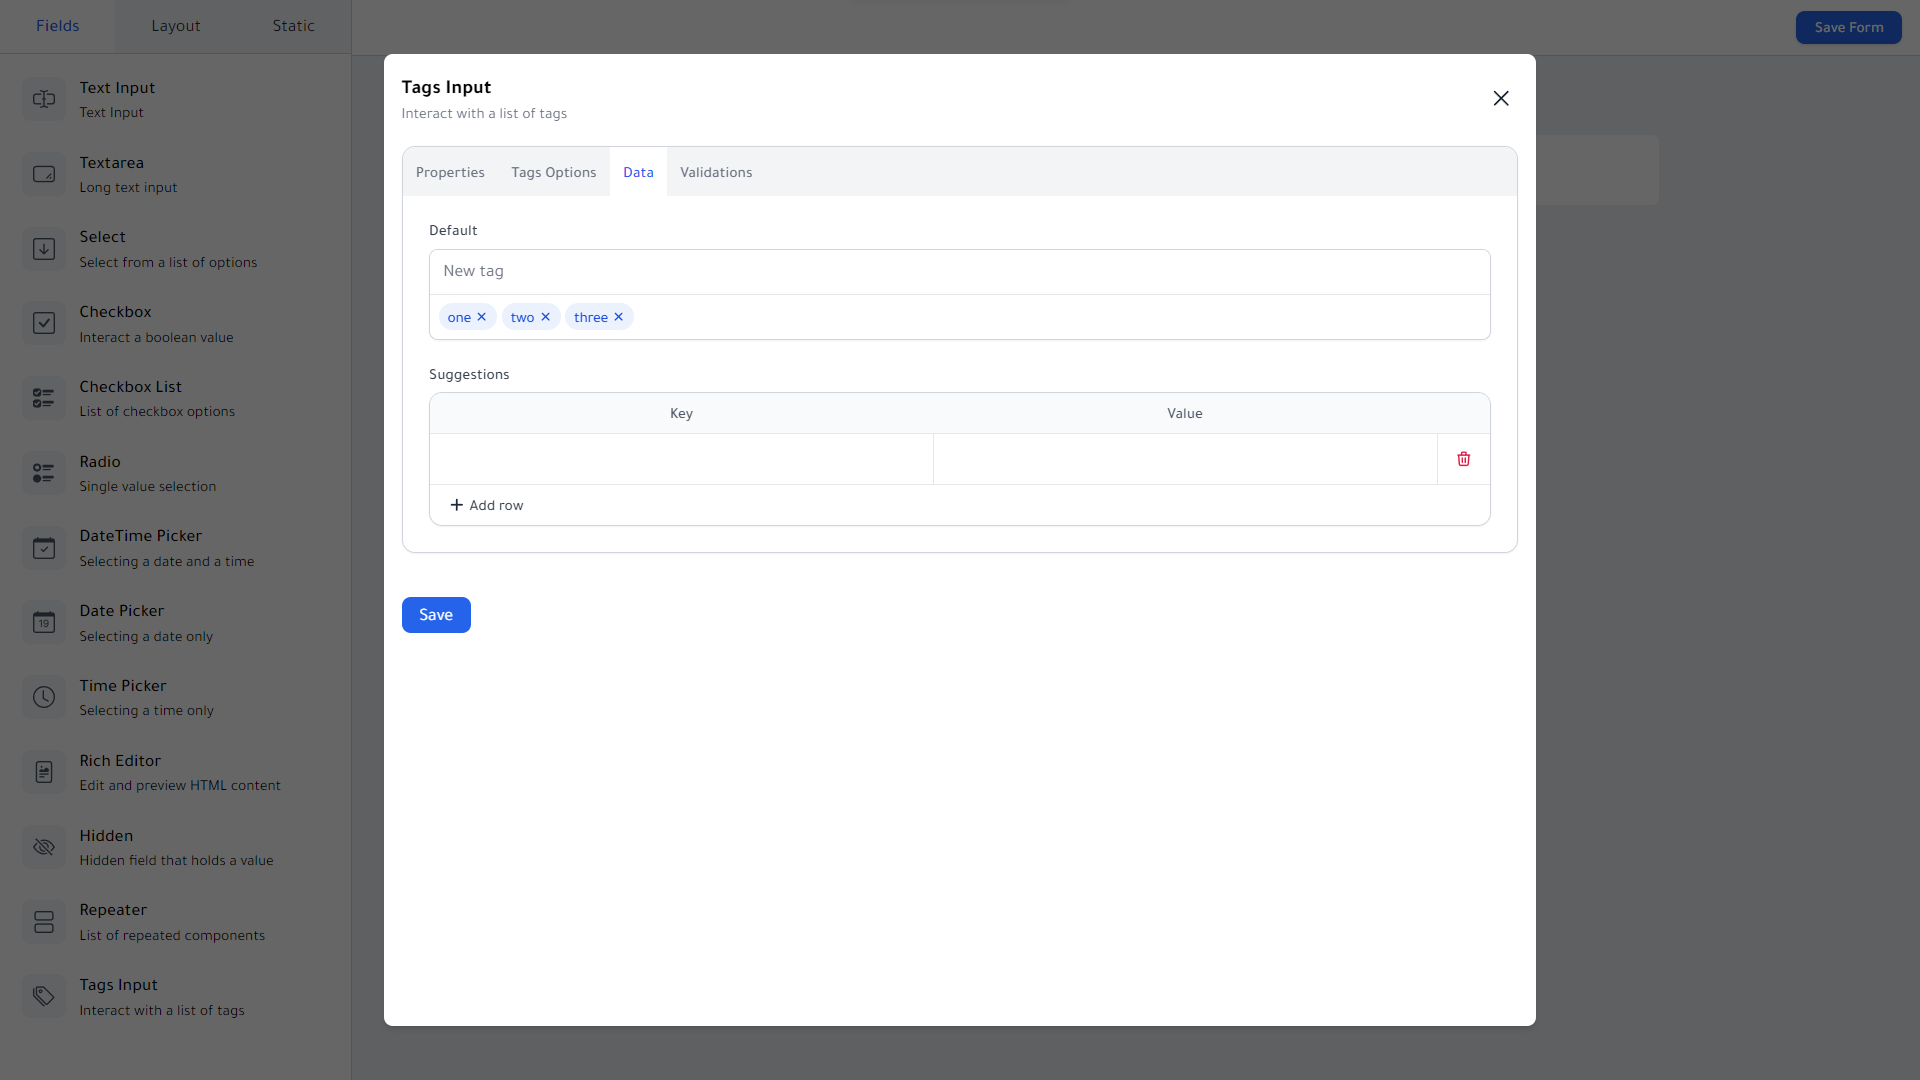 Fields
Layout
Static
Save Form
Text Input
Text Input
Textarea
Long text input
Select
Select from a list of options
Checkbox
Interact a boolean value
Checkbox List
List of checkbox options
Radio
Single value selection
DateTime Picker
Selecting a date and a time
19
Date Picker
Selecting a date only
Time Picker
Selecting a time only
Rich Editor
Edit and preview HTML content
Hidden
Hidden field that holds a value
Repeater
List of repeated components
Tags Input
Interact with a list of tags
Tags Input
Interact with a list of tags
Properties
Tags Options
Data
Validations
Default
New tag
one
two
three
Suggestions
Key
Value
Add row
Save